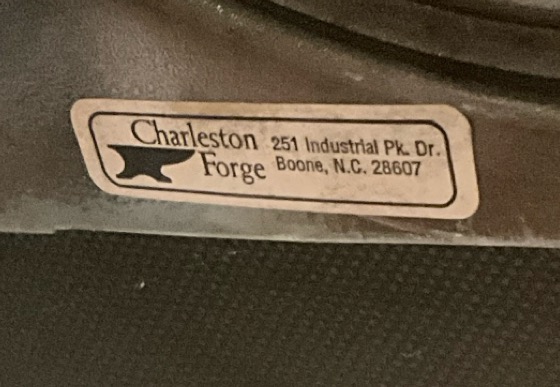 Charleston
Forge
251 Industrial Pk. Dr.
Boone, N.C. 28607